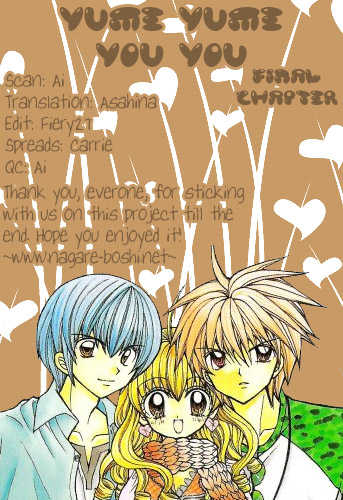 YUME YUME
YOU YOU
FINAL
CHAPTER
Scan: Ai
Translation: Asahina
Edit: Fiery21
Spreads: Carrie
QC: Ai
Thank you, everone, for sticking
with us on this project till the
end. Hope you enjoyed it!
~www.nagare-boshi.net~